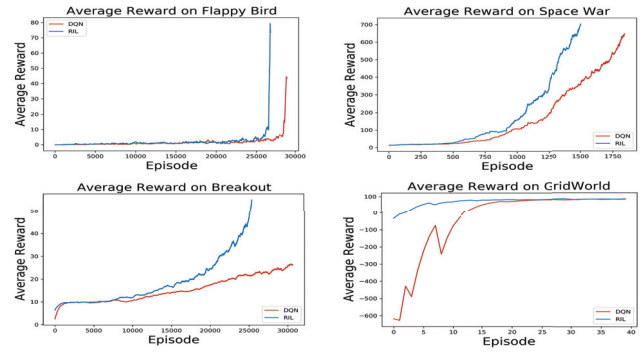 Average Reward on Flappy Bird
Average Reward
80
70
60
50
40
30
20
10
0
DQN
RIL
0 5000 10000 15000 20000 25000 30000
Episode
Average Reward on Space War
Average Reward
700
600
500
400
300
200
100
0
DQN
RIL
0 250 500 750 1000 1250 1500 1750
Episode
Average Reward on Breakout
Average Reward
40
30
20
10
0
DQN
RIL
0 5000 10000 15000 20000 25000 30000
Episode
Average Reward on GridWorld
Average Reward
100
0
−100
−200
−300
−400
−500
−600
DQN
RIL
0 5 10 15 20 25 30 35 40
Episode